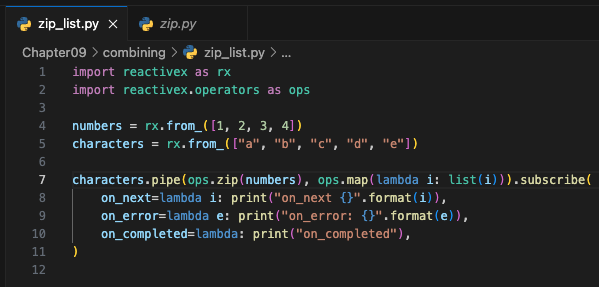 zip_list.py × zip.py
Chapter09 > combining > zip_list.py > ...
1 import reactivex as rx
2 import reactivex.operators as ops
3
4 numbers = rx.from_([1, 2, 3, 4])
5 characters = rx.from_(["a", "b", "c", "d", "e"])
6
7 characters.pipe(ops.zip(numbers), ops.map(lambda i: list(i))).subscribe(
8     on_next=lambda i: print("on_next {}".format(i)),
9     on_error=lambda e: print("on_error: {}".format(e)),
10     on_completed=lambda: print("on_completed"),
11 )
12